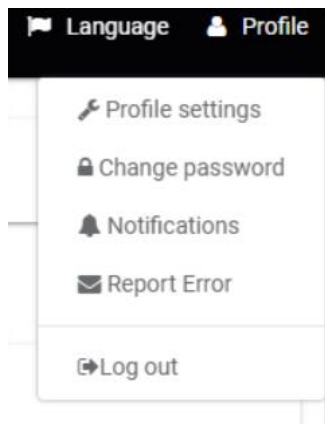 Language Profile
Profile settings
Change password
Notifications
Report Error
Log out